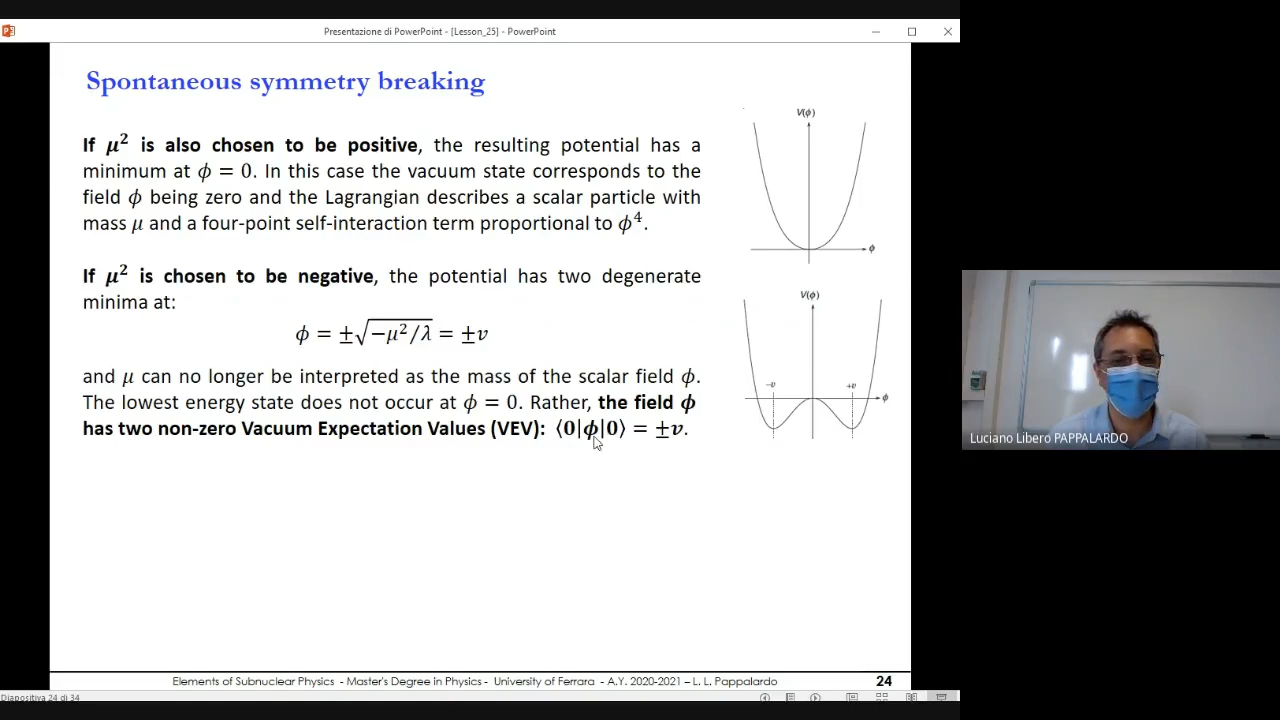 Presentazione di PowerPoint - [Lesson_25] - PowerPoint
Spontaneous symmetry breaking
If μ² is also chosen to be positive, the resulting potential has a
minimum at ϕ = 0. In this case the vacuum state corresponds to the
field ϕ being zero and the Lagrangian describes a scalar particle with
mass μ and a four-point self-interaction term proportional to ϕ⁴.
If μ² is chosen to be negative, the potential has two degenerate
minima at:
ϕ = ±√(−μ²/λ) = ±v
and μ can no longer be interpreted as the mass of the scalar field ϕ.
The lowest energy state does not occur at ϕ = 0. Rather, the field ϕ
has two non-zero Vacuum Expectation Values (VEV): ⟨0|ϕ|0⟩ = ±v.
V(ϕ)
ϕ
V(ϕ)
−v
+v
ϕ
Luciano Libero PAPPALARDO
Elements of Subnuclear Physics - Master's Degree in Physics - University of Ferrara - A.Y. 2020-2021 – L. L. Pappalardo
24
Diapositiva 24 di 34